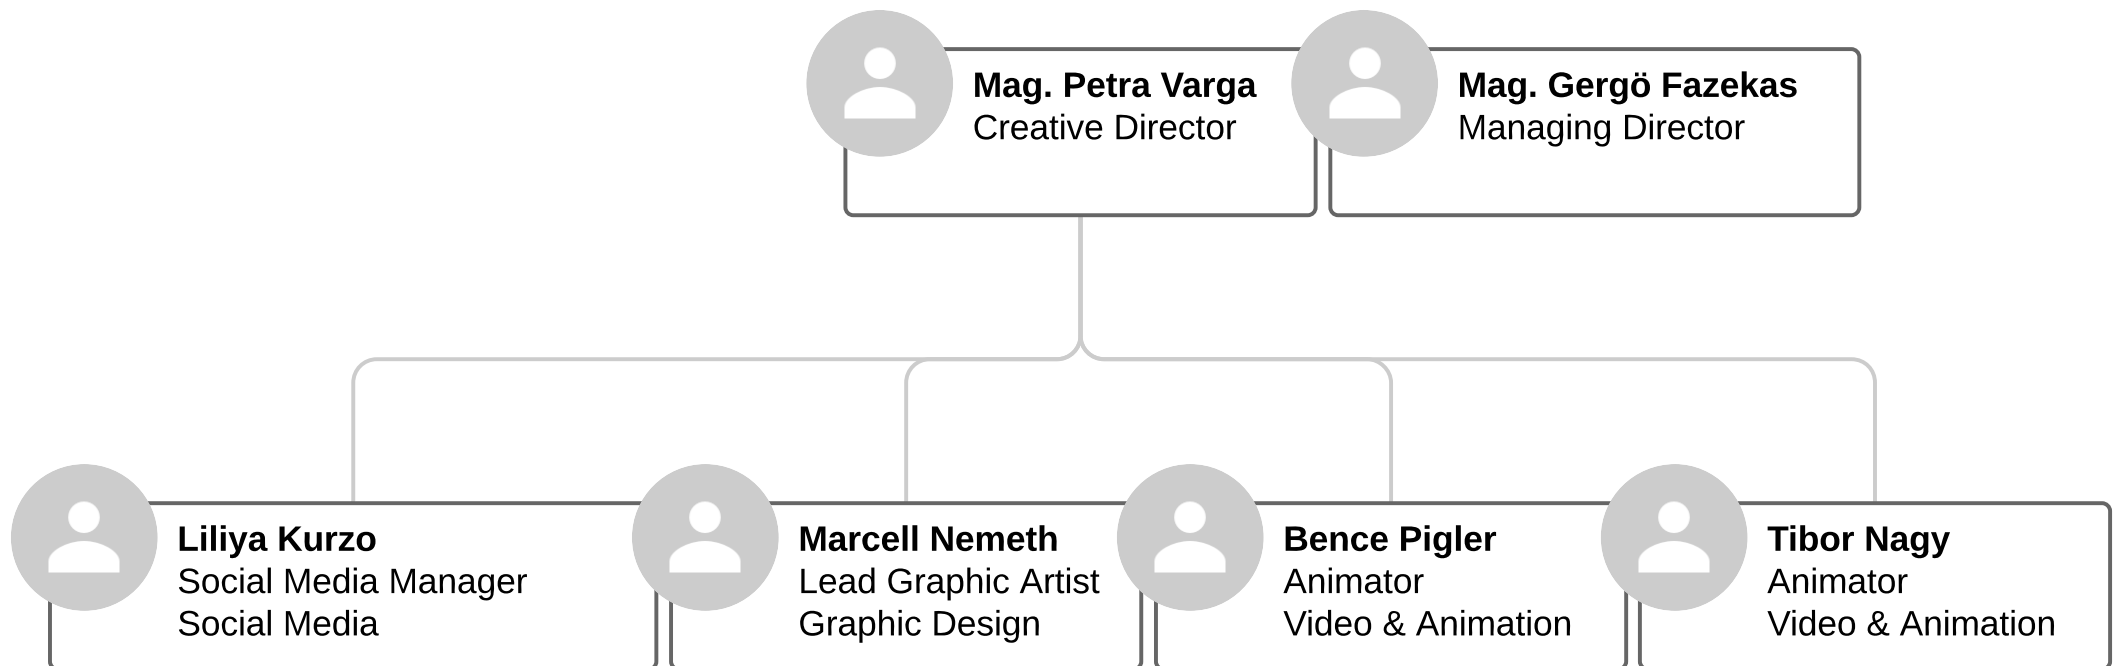 Mag. Petra Varga
Creative Director
Mag. Gergö Fazekas
Managing Director
Liliya Kurzo
Social Media Manager
Social Media
Marcell Nemeth
Lead Graphic Artist
Graphic Design
Bence Pigler
Animator
Video & Animation
Tibor Nagy
Animator
Video & Animation